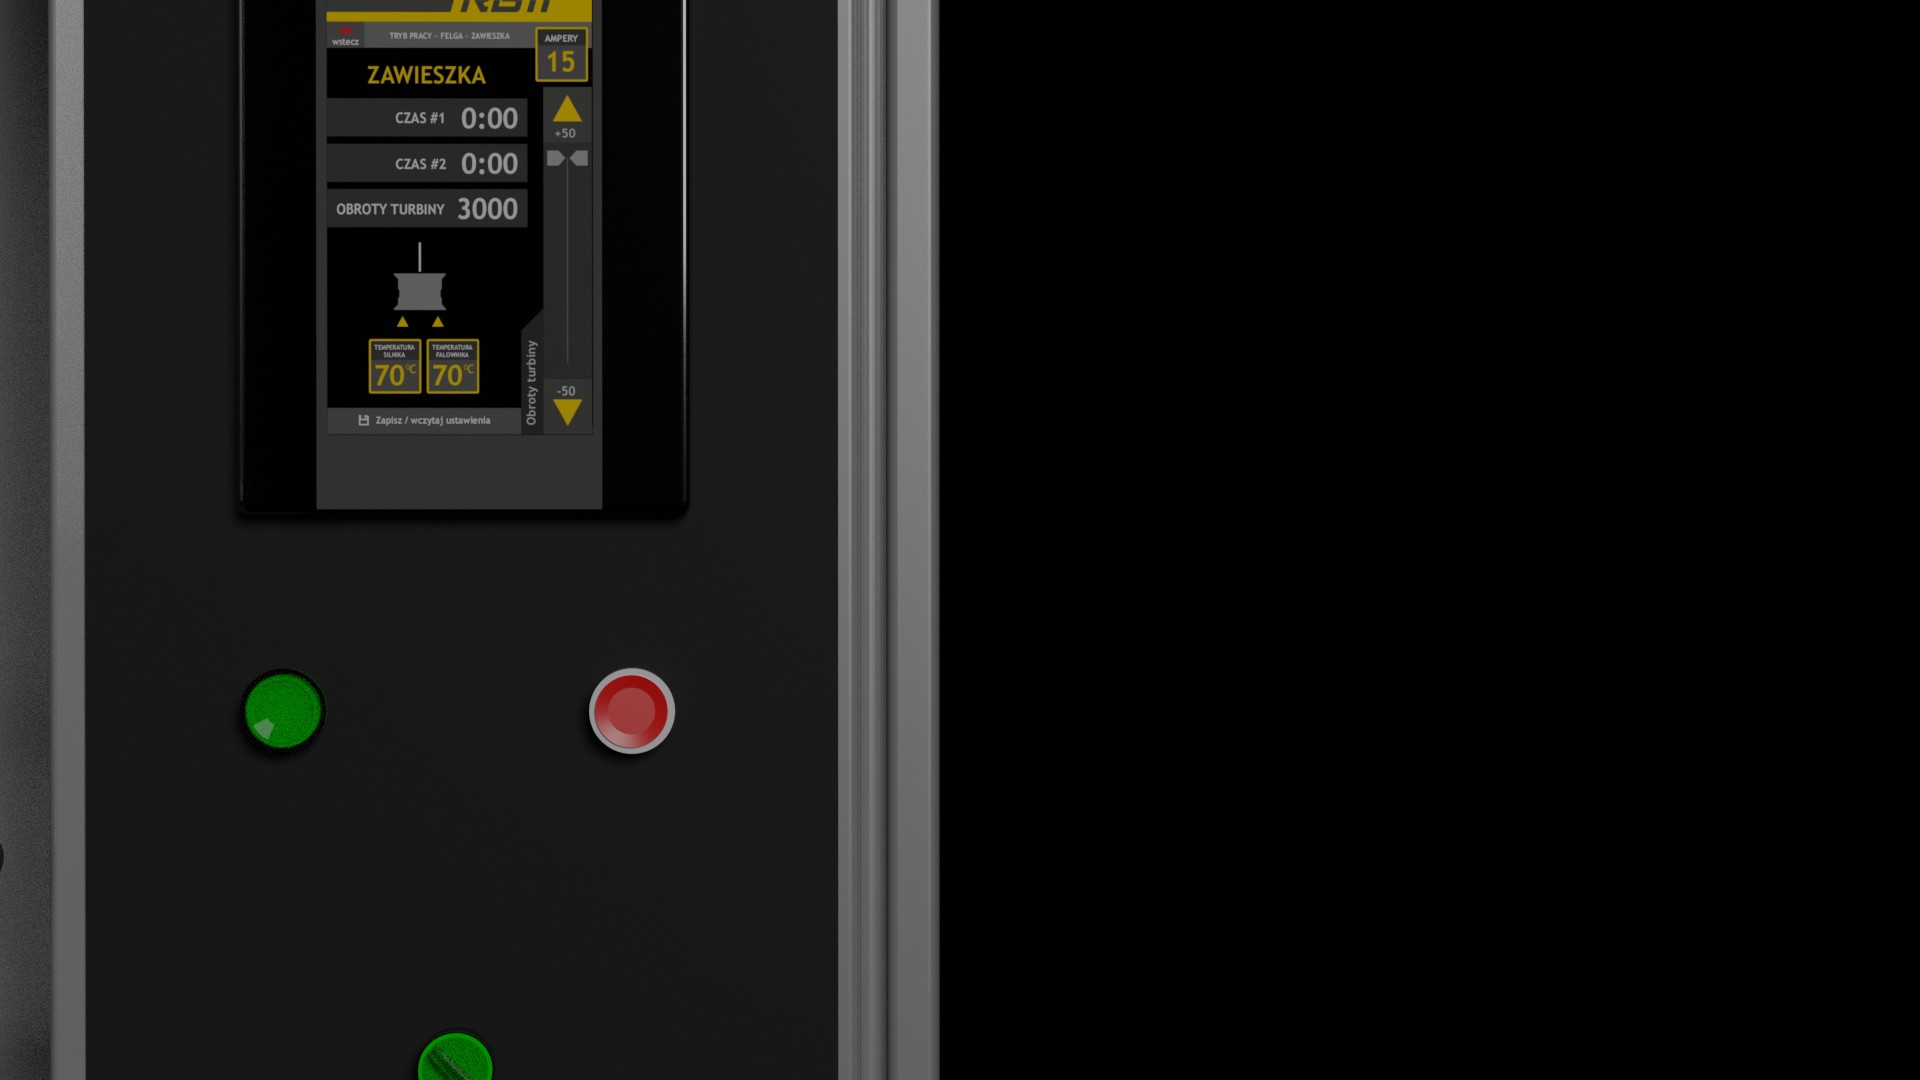 wstecz
TRYB PRACY - FELGA - ZAWIESZKA
AMPERY
15
ZAWIESZKA
CZAS #1 0:00
CZAS #2 0:00
OBROTY TURBINY 3000
+50
-50
Obroty turbiny
TEMPERATURA
SILNIKA
70°C
TEMPERATURA
FALOWNIKA
70°C
Zapisz / wczytaj ustawienia